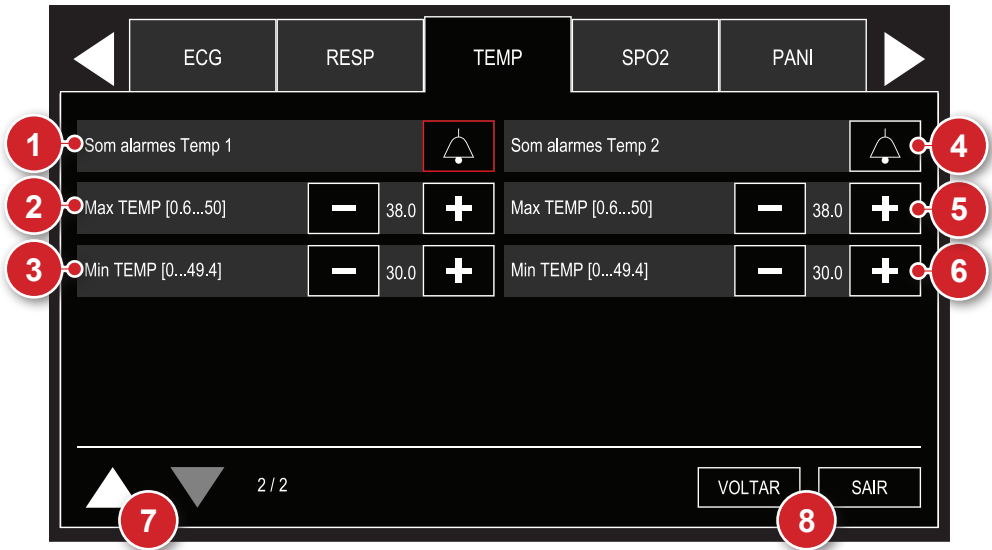 ECG RESP TEMP SPO2 PANI
1 Som alarmes Temp 1 Som alarmes Temp 2 4
2 Max TEMP [0.6...50] 38.0 Max TEMP [0.6...50] 38.0 5
3 Min TEMP [0...49.4] 30.0 Min TEMP [0...49.4] 30.0 6
2 / 2 VOLTAR SAIR
7 8